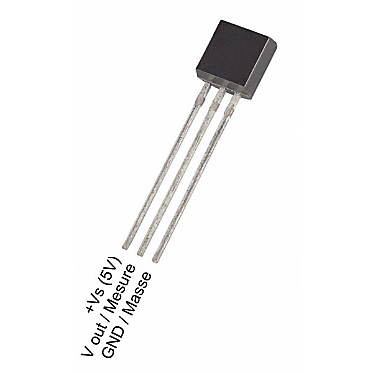 +Vs (5V)
V out / Mesure
GND / Masse